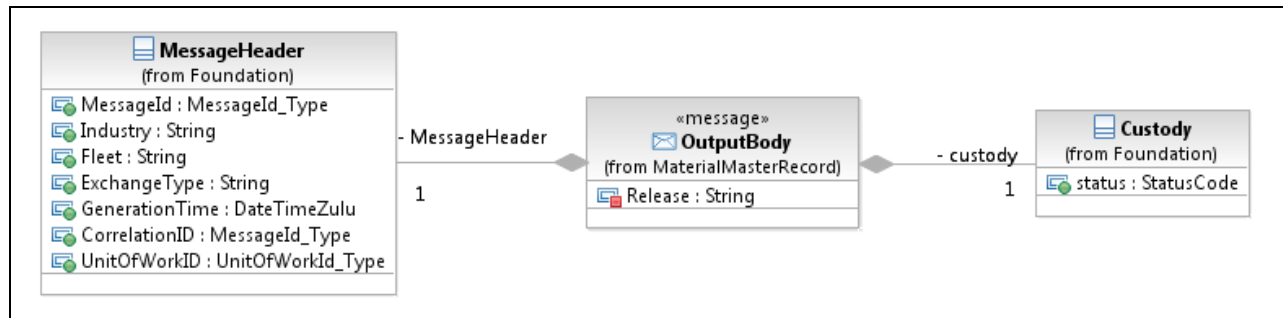 MessageHeader
(from Foundation)
MessageId : MessageId_Type
Industry : String
Fleet : String
ExchangeType : String
GenerationTime : DateTimeZulu
CorrelationID : MessageId_Type
UnitOfWorkID : UnitOfWorkId_Type
- MessageHeader
1
«message»
OutputBody
(from MaterialMasterRecord)
Release : String
- custody
1
Custody
(from Foundation)
status : StatusCode